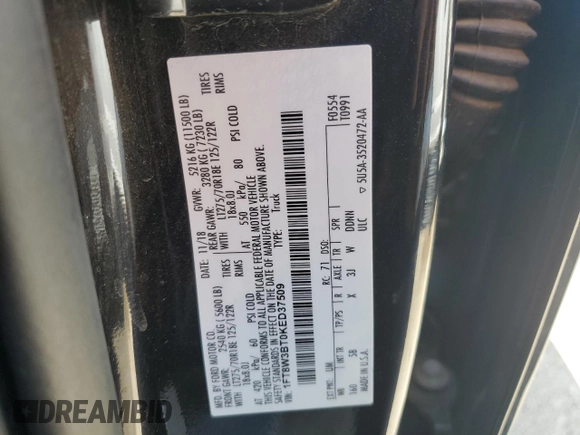 MFD. BY FORD MOTOR CO.
DATE: 11/18 GVWR: 5216 KG (11500 LB)
FRONT GAWR: 2540 KG (5600 LB) REAR GAWR: 3280 KG (7230 LB)
WITH LT275/70R18E 125/122R TIRES WITH LT275/70R18E 125/122R TIRES
18x8.0J RIMS 18x8.0J RIMS
AT 420 kPa/ 60 PSI COLD AT 550 kPa/ 80 PSI COLD
THIS VEHICLE CONFORMS TO ALL APPLICABLE FEDERAL MOTOR VEHICLE
SAFETY STANDARDS IN EFFECT ON THE DATE OF MANUFACTURE SHOWN ABOVE.
VIN: 1FT8W3BT0KED37509 TYPE: Truck
F0554
T0991
EXT PNT: UM RC: 71 DSO:
WB INT TR TP/PS R AXLE TR SPR
160 5B X 3J W DDNN
MADE IN U.S.A. ULC
▽ 5U5A-3520472-AA
DREAMBID